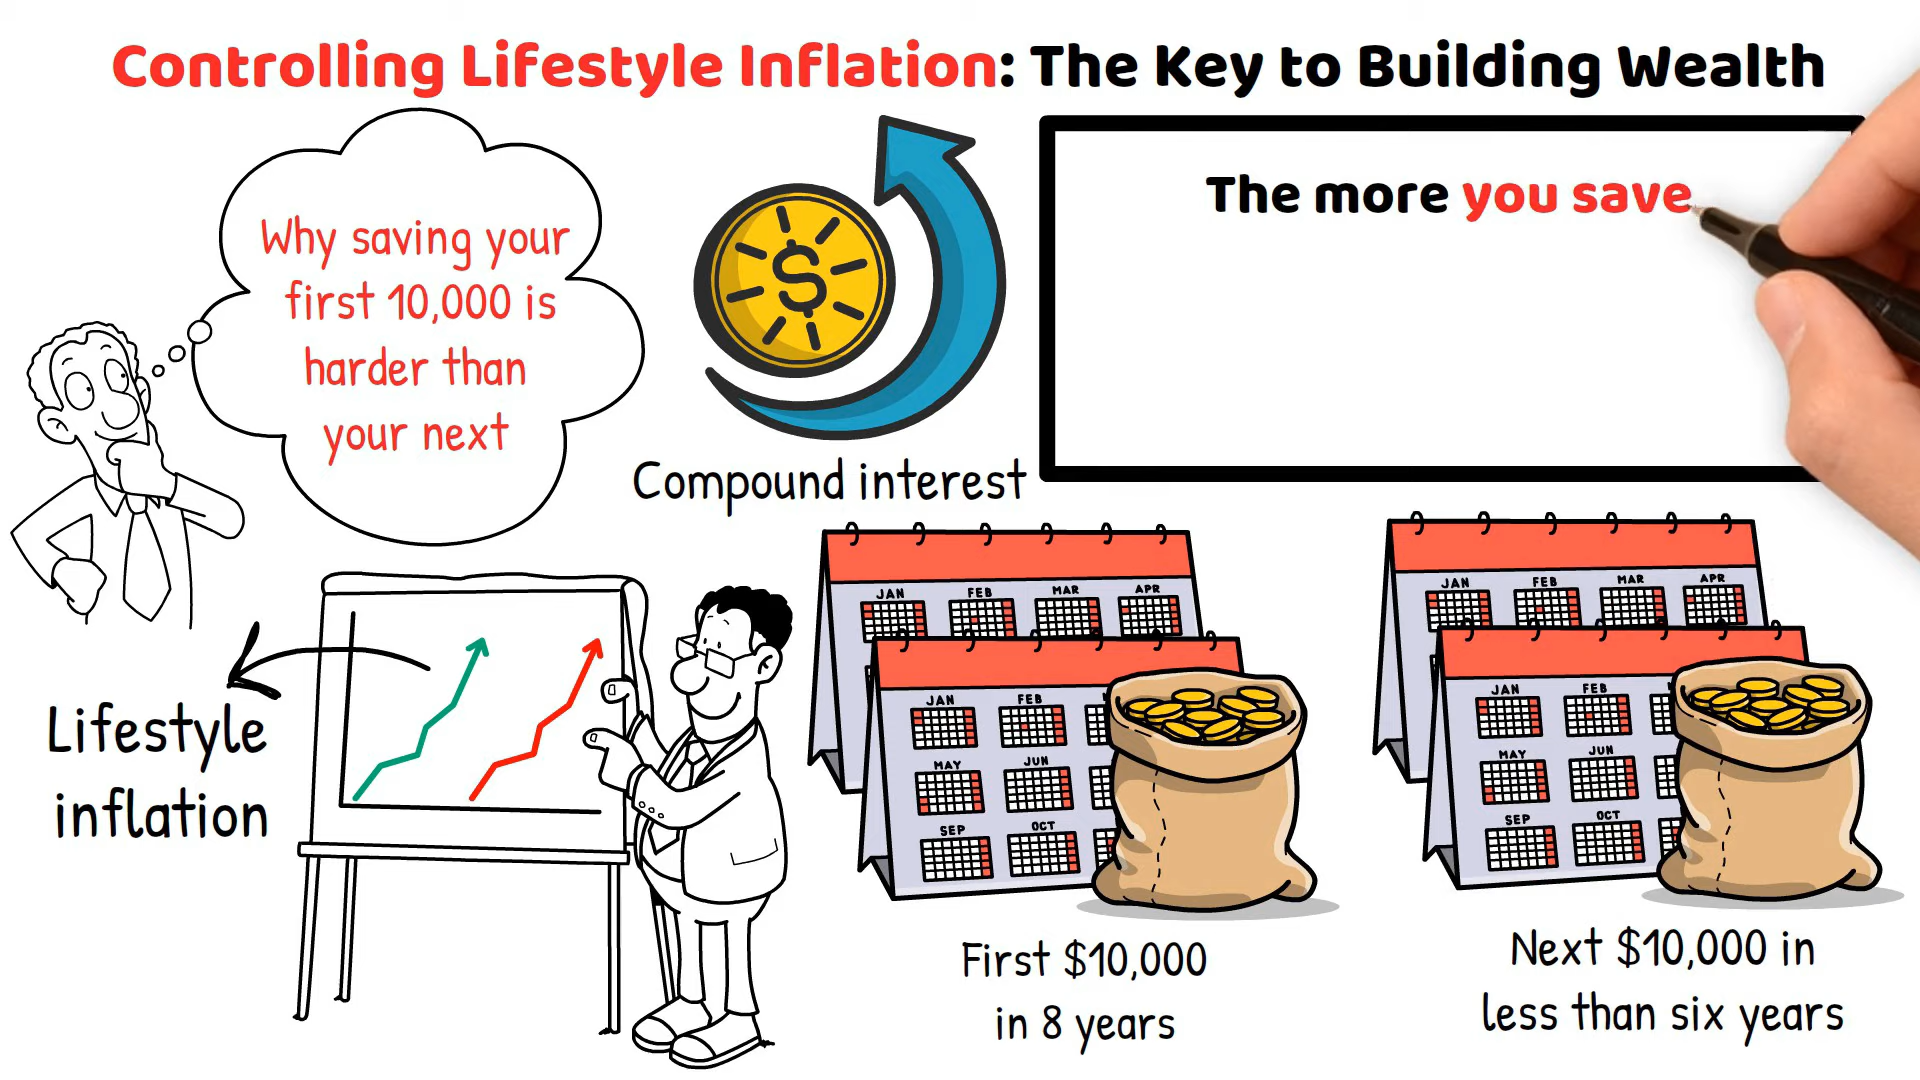 Controlling Lifestyle Inflation: The Key to Building Wealth
Why saving your
first 10,000 is
harder than
your next
Compound interest
The more you save
Lifestyle
inflation
JAN FEB MAR APR
JAN FEB
MAY JUN
SEP OCT
First $10,000
in 8 years
JAN FEB MAR APR
JAN FEB
MAY JUN
SEP OCT
Next $10,000 in
less than six years